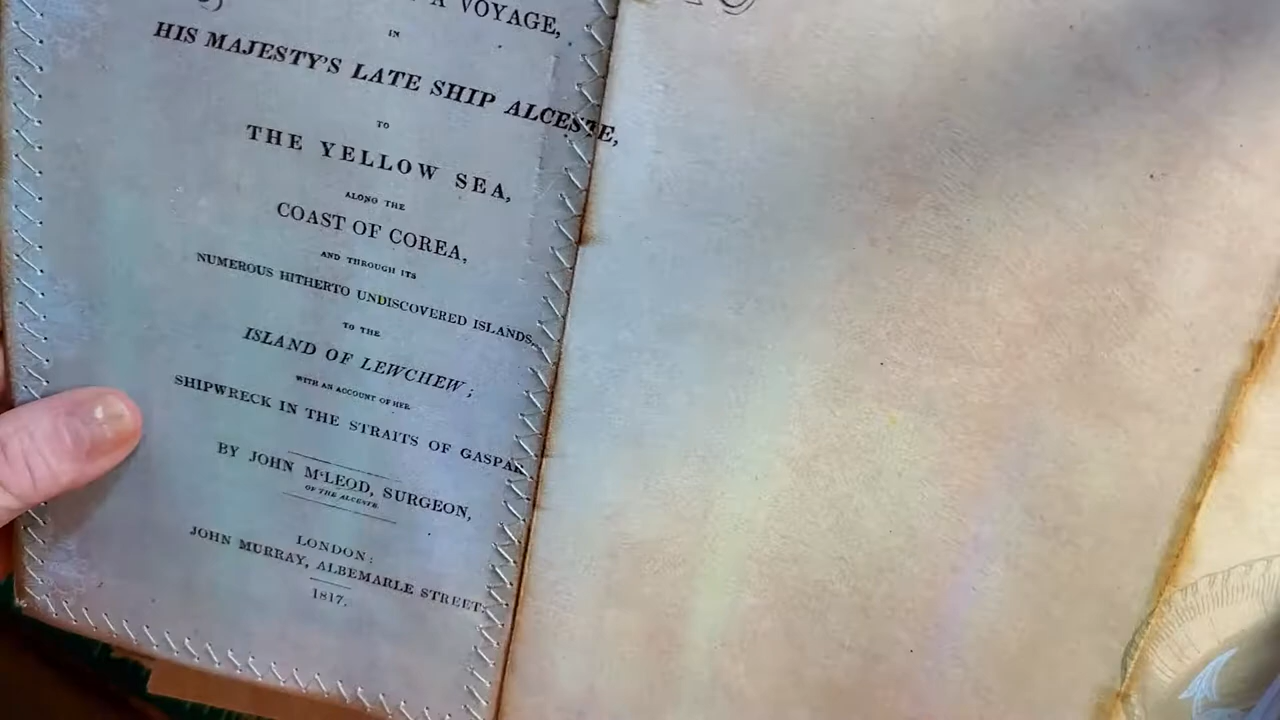 A VOYAGE,
IN
HIS MAJESTY'S LATE SHIP ALCESTE,
TO
THE YELLOW SEA,
ALONG THE
COAST OF COREA,
AND THROUGH ITS
NUMEROUS HITHERTO UNDISCOVERED ISLANDS,
TO THE
ISLAND OF LEWCHEW;
WITH AN ACCOUNT OF HER
SHIPWRECK IN THE STRAITS OF GASPAR.
BY JOHN M'LEOD, SURGEON,
OF THE ALCESTE.
LONDON:
JOHN MURRAY, ALBEMARLE STREET.
1817.